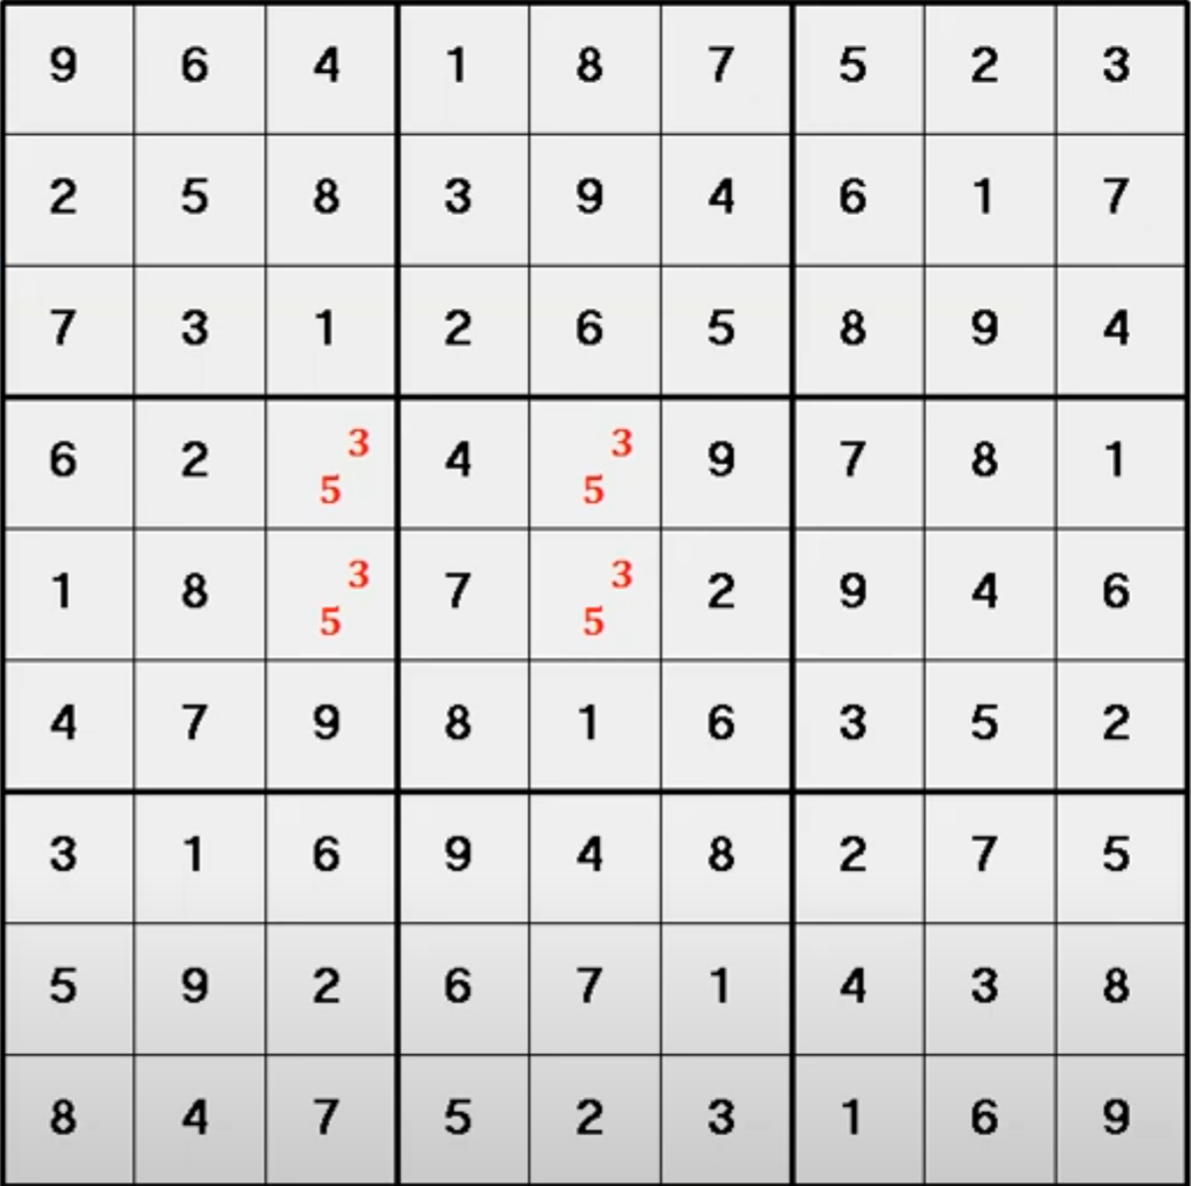 9 6 4 1 8 7 5 2 3
2 5 8 3 9 4 6 1 7
7 3 1 2 6 5 8 9 4
6 2 3 5 4 3 5 9 7 8 1
1 8 3 5 7 3 5 2 9 4 6
4 7 9 8 1 6 3 5 2
3 1 6 9 4 8 2 7 5
5 9 2 6 7 1 4 3 8
8 4 7 5 2 3 1 6 9